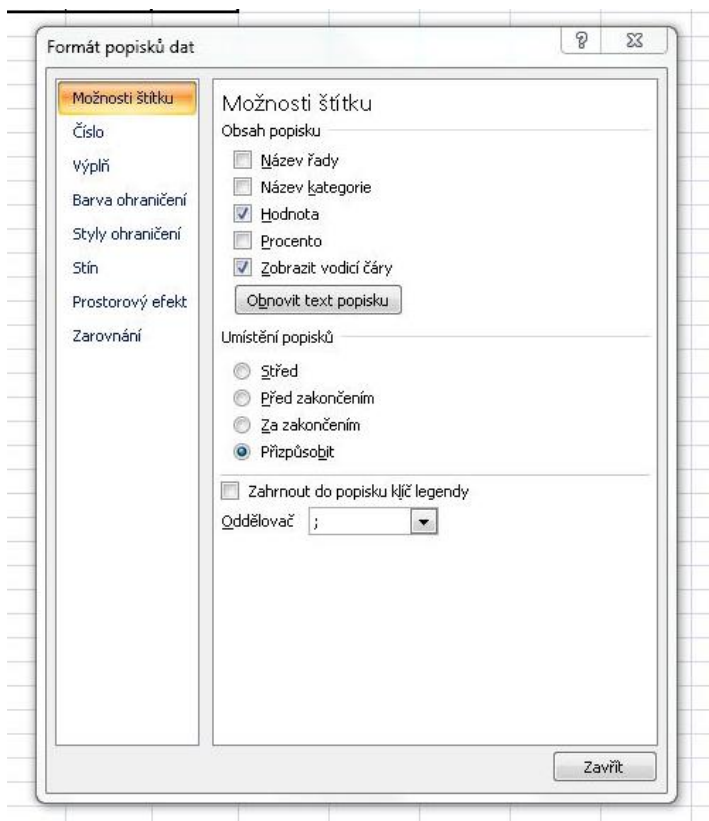 Formát popisků dat
Možnosti štítku
Číslo
Výplň
Barva ohraničení
Styly ohraničení
Stín
Prostorový efekt
Zarovnání
Možnosti štítku
Obsah popisku
Název řady
Název kategorie
Hodnota
Procento
Zobrazit vodicí čáry
Obnovit text popisku
Umístění popisků
Střed
Před zakončením
Za zakončením
Přizpůsobit
Zahrnout do popisku klíč legendy
Oddělovač ;
Zavřít